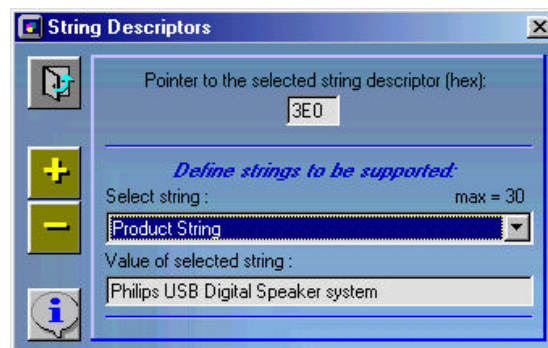 String Descriptors
Pointer to the selected string descriptor (hex):
3E0
Define strings to be supported:
Select string : max = 30
Product String
Value of selected string :
Philips USB Digital Speaker system